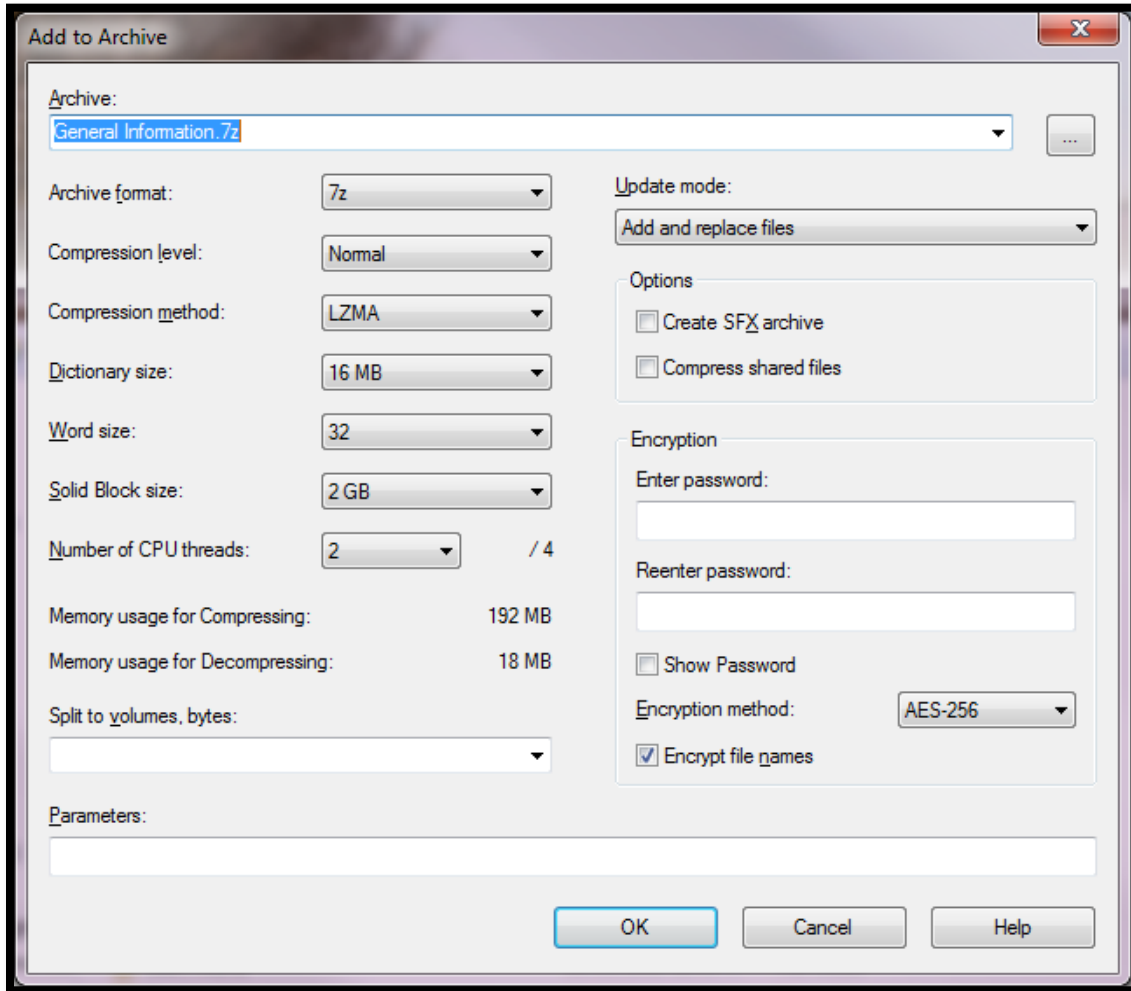 Add to Archive
X
Archive:
General Information.7z
...
Archive format:
7z
Compression level:
Normal
Compression method:
LZMA
Dictionary size:
16 MB
Word size:
32
Solid Block size:
2 GB
Number of CPU threads:
2
/ 4
Memory usage for Compressing:
192 MB
Memory usage for Decompressing:
18 MB
Split to volumes, bytes:
Parameters:
Update mode:
Add and replace files
Options
Create SFX archive
Compress shared files
Encryption
Enter password:
Reenter password:
Show Password
Encryption method:
AES-256
Encrypt file names
OK
Cancel
Help